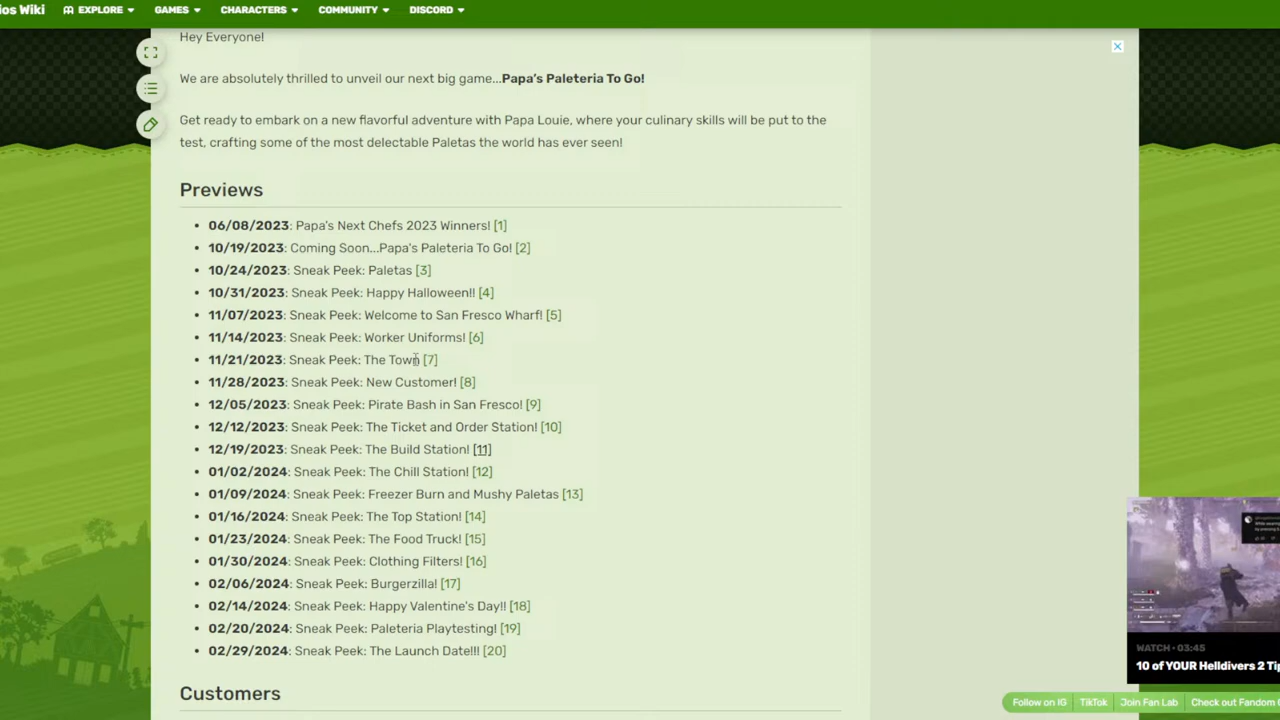 ios Wiki
EXPLORE
GAMES
CHARACTERS
COMMUNITY
DISCORD
Hey Everyone!
We are absolutely thrilled to unveil our next big game...Papa's Paleteria To Go!
Get ready to embark on a new flavorful adventure with Papa Louie, where your culinary skills will be put to the
test, crafting some of the most delectable Paletas the world has ever seen!
Previews
06/08/2023: Papa's Next Chefs 2023 Winners! [1]
10/19/2023: Coming Soon...Papa's Paleteria To Go! [2]
10/24/2023: Sneak Peek: Paletas [3]
10/31/2023: Sneak Peek: Happy Halloween!! [4]
11/07/2023: Sneak Peek: Welcome to San Fresco Wharf! [5]
11/14/2023: Sneak Peek: Worker Uniforms! [6]
11/21/2023: Sneak Peek: The Town [7]
11/28/2023: Sneak Peek: New Customer! [8]
12/05/2023: Sneak Peek: Pirate Bash in San Fresco! [9]
12/12/2023: Sneak Peek: The Ticket and Order Station! [10]
12/19/2023: Sneak Peek: The Build Station! [11]
01/02/2024: Sneak Peek: The Chill Station! [12]
01/09/2024: Sneak Peek: Freezer Burn and Mushy Paletas [13]
01/16/2024: Sneak Peek: The Top Station! [14]
01/23/2024: Sneak Peek: The Food Truck! [15]
01/30/2024: Sneak Peek: Clothing Filters! [16]
02/06/2024: Sneak Peek: Burgerzilla! [17]
02/14/2024: Sneak Peek: Happy Valentine's Day!! [18]
02/20/2024: Sneak Peek: Paleteria Playtesting! [19]
02/29/2024: Sneak Peek: The Launch Date!!! [20]
Customers
WATCH • 03:45
10 of YOUR Helldivers 2 Tip
Follow on IG
TikTok
Join Fan Lab
Check out Fandom